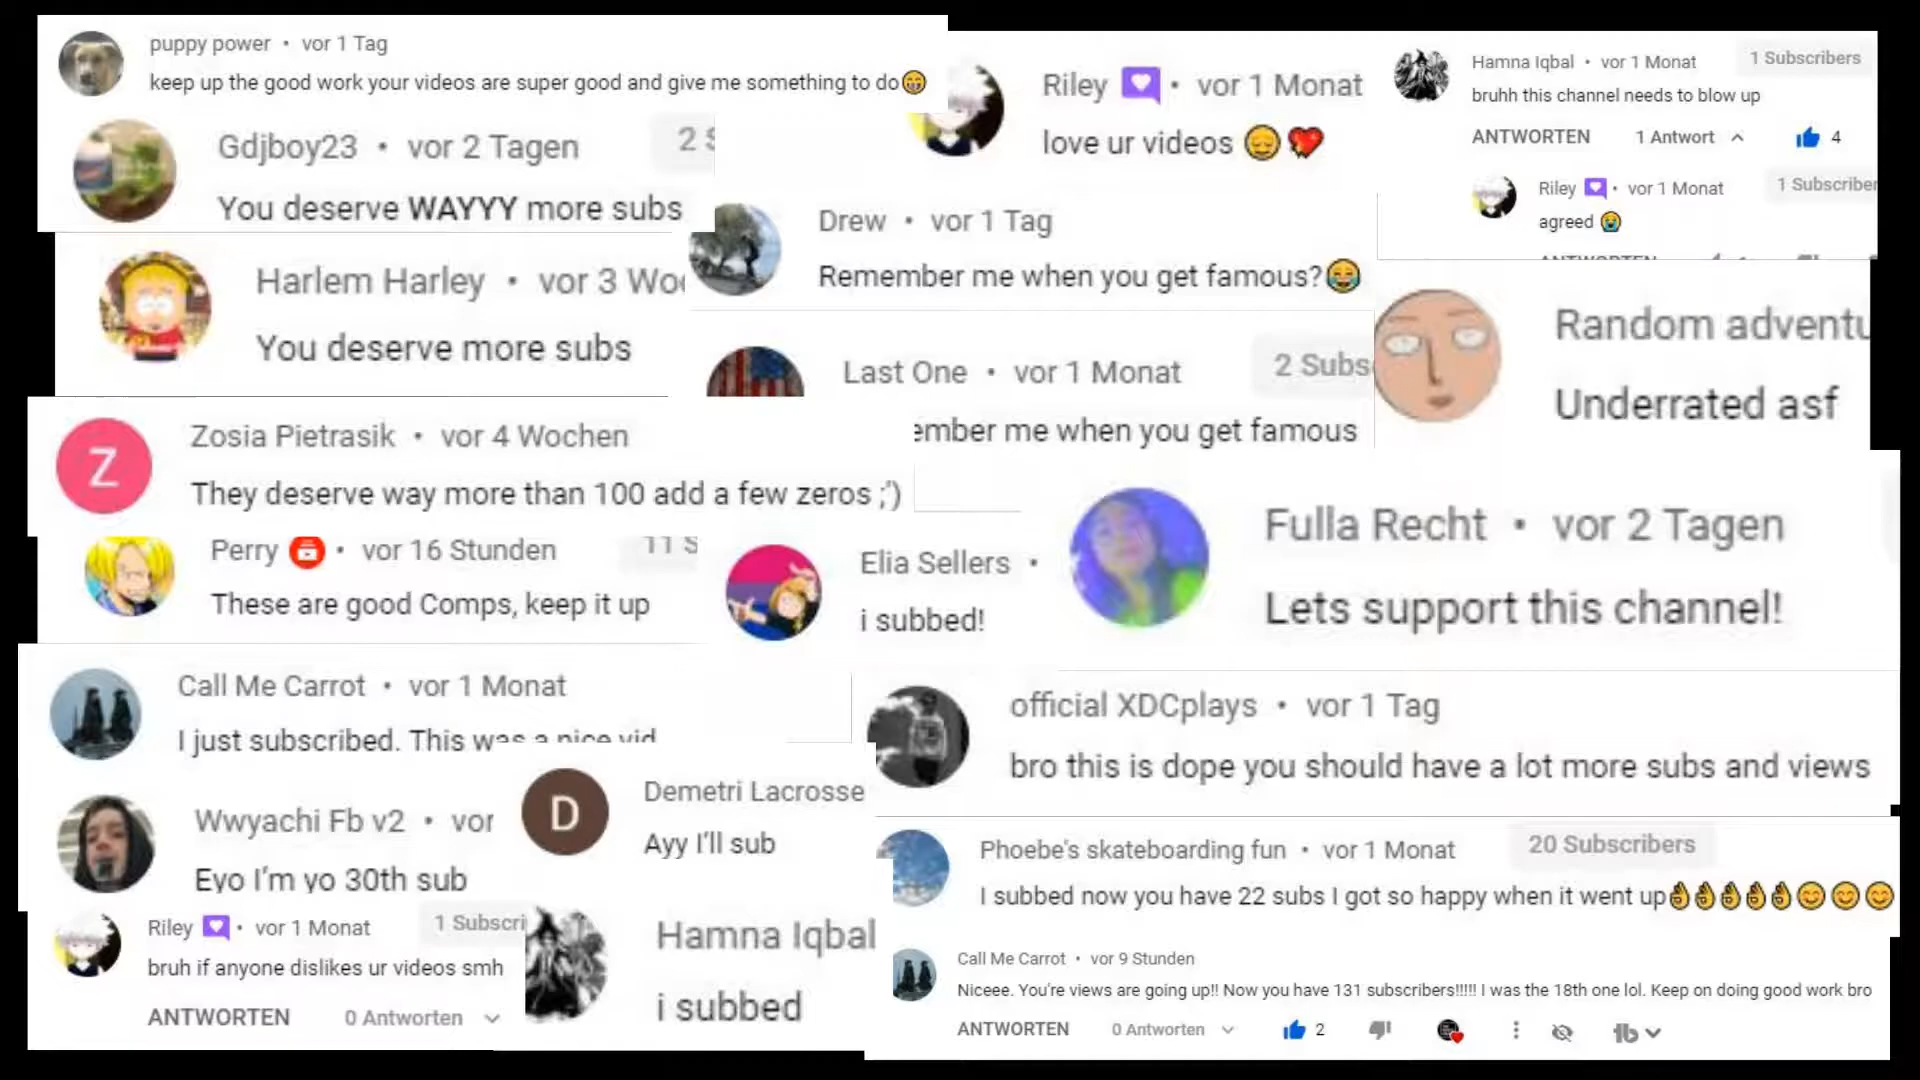 puppy power • vor 1 Tag
keep up the good work your videos are super good and give me something to do😁
Gdjboy23 • vor 2 Tagen
2 S
You deserve WAYYY more subs
Harlem Harley • vor 3 Wo
You deserve more subs
Zosia Pietrasik • vor 4 Wochen
They deserve way more than 100 add a few zeros ;')
Perry • vor 16 Stunden
11 S
These are good Comps, keep it up
Call Me Carrot • vor 1 Monat
I just subscribed. This was a nice vid
Wwyachi Fb v2 • vor
Eyo I'm yo 30th sub
Riley • vor 1 Monat
1 Subscri
bruh if anyone dislikes ur videos smh
ANTWORTEN 0 Antworten
Riley • vor 1 Monat
love ur videos 😔💖
Drew • vor 1 Tag
Remember me when you get famous?😂
Last One • vor 1 Monat
2 Subs
ember me when you get famous
Elia Sellers •
i subbed!
Z
D
Demetri Lacrosse
Ayy I'll sub
Hamna Iqbal
i subbed
Hamna Iqbal • vor 1 Monat
1 Subscribers
bruhh this channel needs to blow up
ANTWORTEN 1 Antwort
4
Riley • vor 1 Monat
1 Subscriber
agreed 😭
ANTWORTEN
Random adventu
Underrated asf
Fulla Recht • vor 2 Tagen
Lets support this channel!
official XDCplays • vor 1 Tag
bro this is dope you should have a lot more subs and views
Phoebe's skateboarding fun • vor 1 Monat
20 Subscribers
I subbed now you have 22 subs I got so happy when it went up👌👌👌👌👌😊😊😊
Call Me Carrot • vor 9 Stunden
Niceee. You're views are going up!! Now you have 131 subscribers!!!!! I was the 18th one lol. Keep on doing good work bro
ANTWORTEN 0 Antworten
2